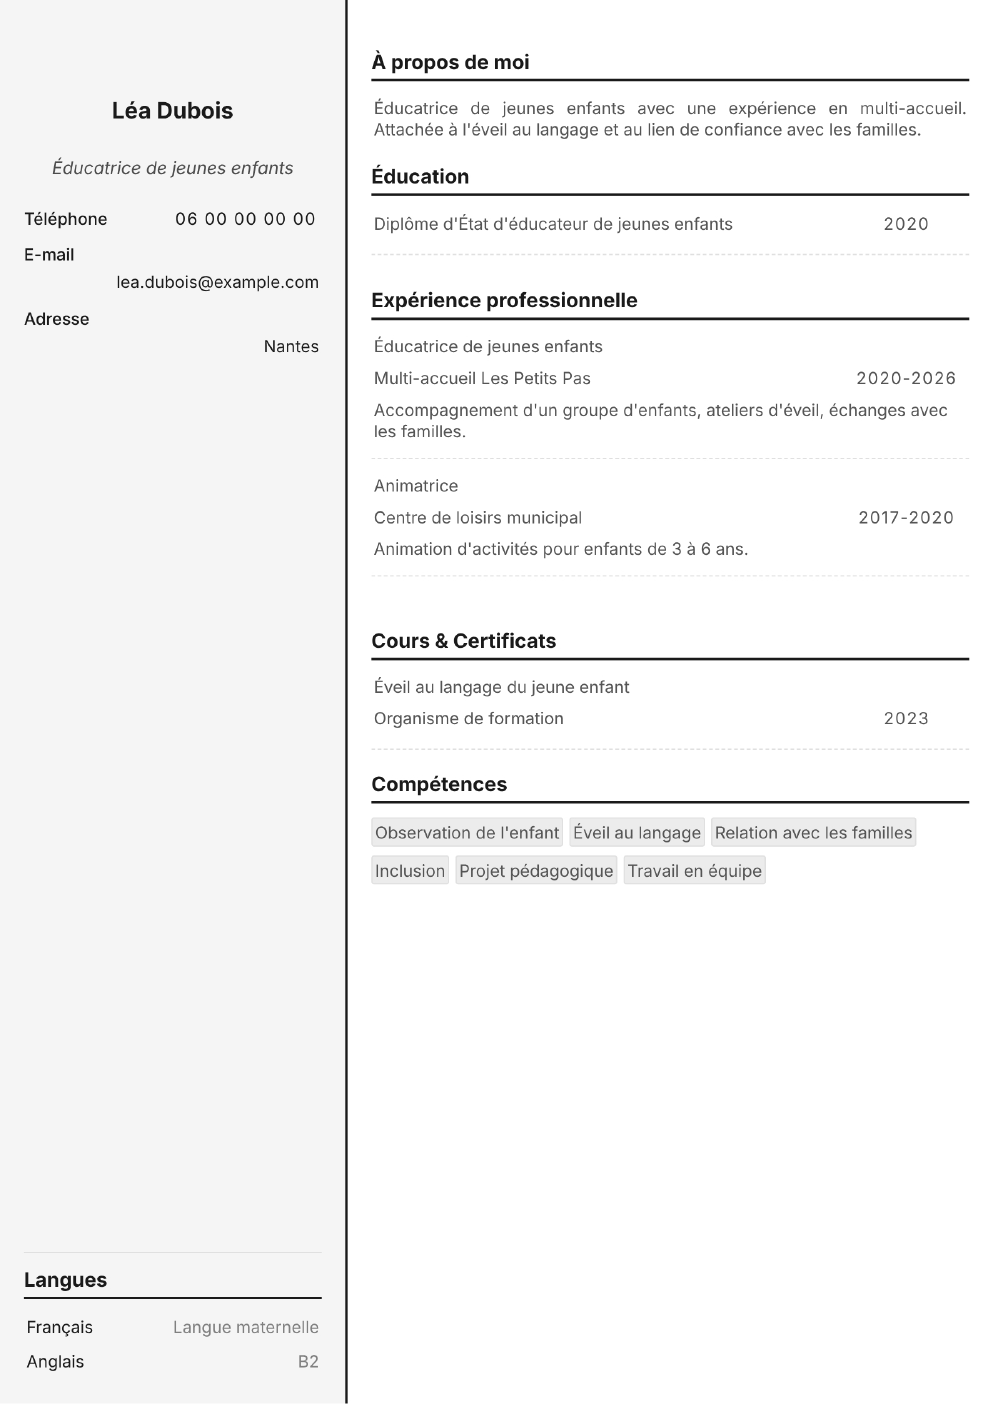 Léa Dubois
Éducatrice de jeunes enfants
Téléphone 06 00 00 00 00
E-mail
lea.dubois@example.com
Adresse
Nantes
Langues
Français Langue maternelle
Anglais B2
À propos de moi
Éducatrice de jeunes enfants avec une expérience en multi-accueil.
Attachée à l'éveil au langage et au lien de confiance avec les familles.
Éducation
Diplôme d'État d'éducateur de jeunes enfants 2020
Expérience professionnelle
Éducatrice de jeunes enfants
Multi-accueil Les Petits Pas 2020-2026
Accompagnement d'un groupe d'enfants, ateliers d'éveil, échanges avec
les familles.
Animatrice
Centre de loisirs municipal 2017-2020
Animation d'activités pour enfants de 3 à 6 ans.
Cours & Certificats
Éveil au langage du jeune enfant
Organisme de formation 2023
Compétences
Observation de l'enfant Éveil au langage Relation avec les familles
Inclusion Projet pédagogique Travail en équipe